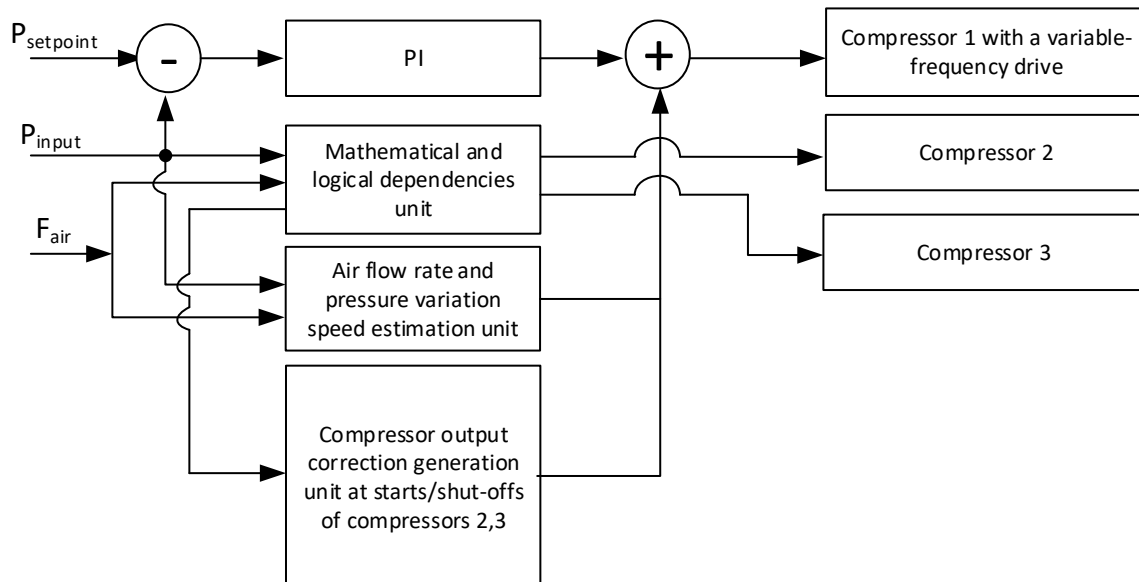 P_setpoint
-
PI
+
Compressor 1 with a variable-
frequency drive
P_input
Mathematical and
logical dependencies
unit
Compressor 2
F_air
Air flow rate and
pressure variation
speed estimation unit
Compressor 3
Compressor output
correction generation
unit at starts/shut-offs
of compressors 2,3